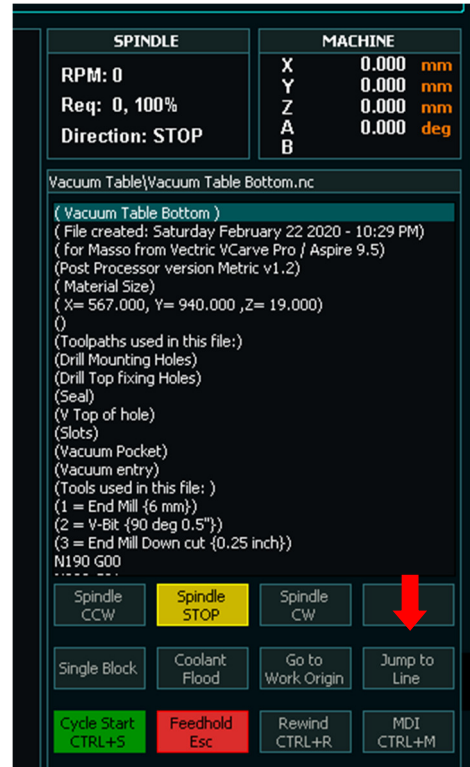 SPINDLE
RPM: 0
Req: 0, 100%
Direction: STOP
MACHINE
X 0.000 mm
Y 0.000 mm
Z 0.000 mm
A 0.000 deg
B
Vacuum Table\Vacuum Table Bottom.nc
( Vacuum Table Bottom )
( File created: Saturday February 22 2020 - 10:29 PM)
( for Masso from Vectric VCarve Pro / Aspire 9.5)
(Post Processor version Metric v1.2)
( Material Size)
( X= 567.000, Y= 940.000 ,Z= 19.000)
()
(Toolpaths used in this file:)
(Drill Mounting Holes)
(Drill Top fixing Holes)
(Seal)
(V Top of hole)
(Slots)
(Vacuum Pocket)
(Vacuum entry)
(Tools used in this file: )
(1 = End Mill {6 mm})
(2 = V-Bit {90 deg 0.5"})
(3 = End Mill Down cut {0.25 inch})
N190 G00
Spindle CCW
Spindle STOP
Spindle CW
Single Block
Coolant Flood
Go to Work Origin
Jump to Line
Cycle Start CTRL+S
Feedhold Esc
Rewind CTRL+R
MDI CTRL+M